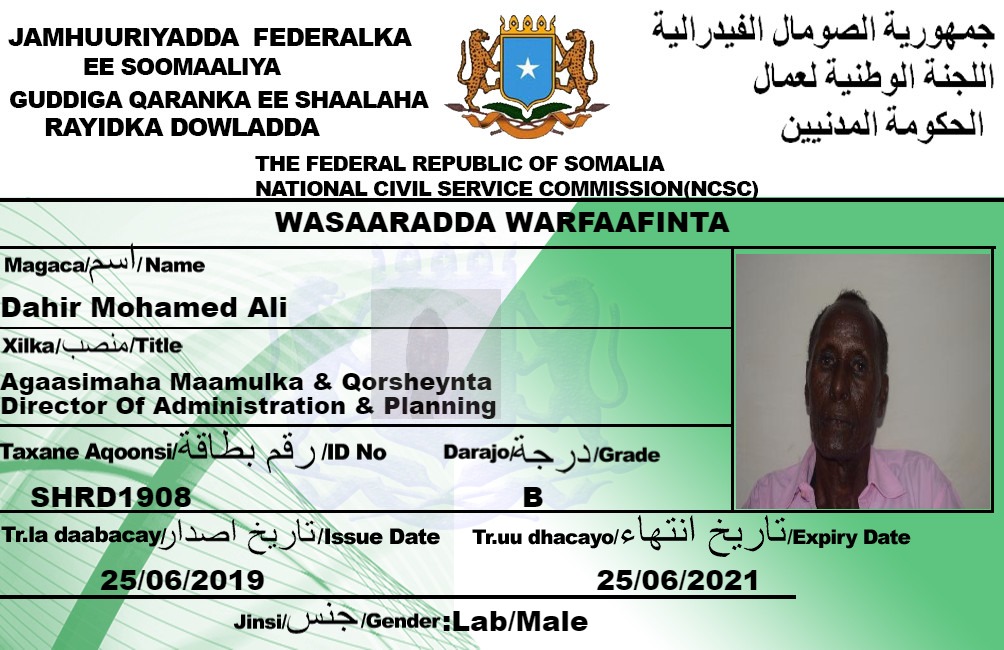 JAMHUURIYADDA FEDERALKA
EE SOOMAALIYA
GUDDIGA QARANKA EE SHAALAHA
RAYIDKA DOWLADDA
جمهورية الصومال الفيدرالية
اللجنة الوطنية لعمال
الحكومة المدنيين
THE FEDERAL REPUBLIC OF SOMALIA
NATIONAL CIVIL SERVICE COMMISSION(NCSC)
WASAARADDA WARFAAFINTA
Magaca/اسم/Name
Dahir Mohamed Ali
Xilka/منصب/Title
Agaasimaha Maamulka & Qorsheynta
Director Of Administration & Planning
Taxane Aqoonsi/رقم بطاقة/ID No
Darajo/درجة/Grade
SHRD1908
B
Tr.la daabacay/تاريخ اصدار/Issue Date
Tr.uu dhacayo/تاريخ انتهاء/Expiry Date
25/06/2019
25/06/2021
Jinsi/جنس/Gender:Lab/Male